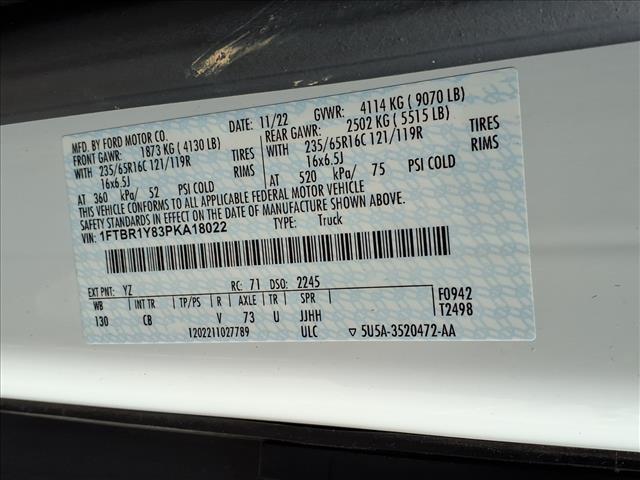 MFD. BY FORD MOTOR CO. DATE: 11/22 GVWR: 4114 KG ( 9070 LB)
FRONT GAWR: 1873 KG ( 4130 LB) REAR GAWR: 2502 KG ( 5515 LB)
WITH 235/65R16C 121/119R TIRES WITH 235/65R16C 121/119R TIRES
16x6.5J RIMS 16x6.5J RIMS
AT 360 kPa/ 52 PSI COLD AT 520 kPa/ 75 PSI COLD
THIS VEHICLE CONFORMS TO ALL APPLICABLE FEDERAL MOTOR VEHICLE
SAFETY STANDARDS IN EFFECT ON THE DATE OF MANUFACTURE SHOWN ABOVE.
1FTBR1Y83PKA18022 TYPE: Truck
EXT PNT: YZ RC: 71 DSO: 2245
WB INT TR TP/PS R AXLE TR SPR F0942
130 CB V 73 U JJHH T2498
1202211027789 ULC ▽ 5U5A-3520472-AA